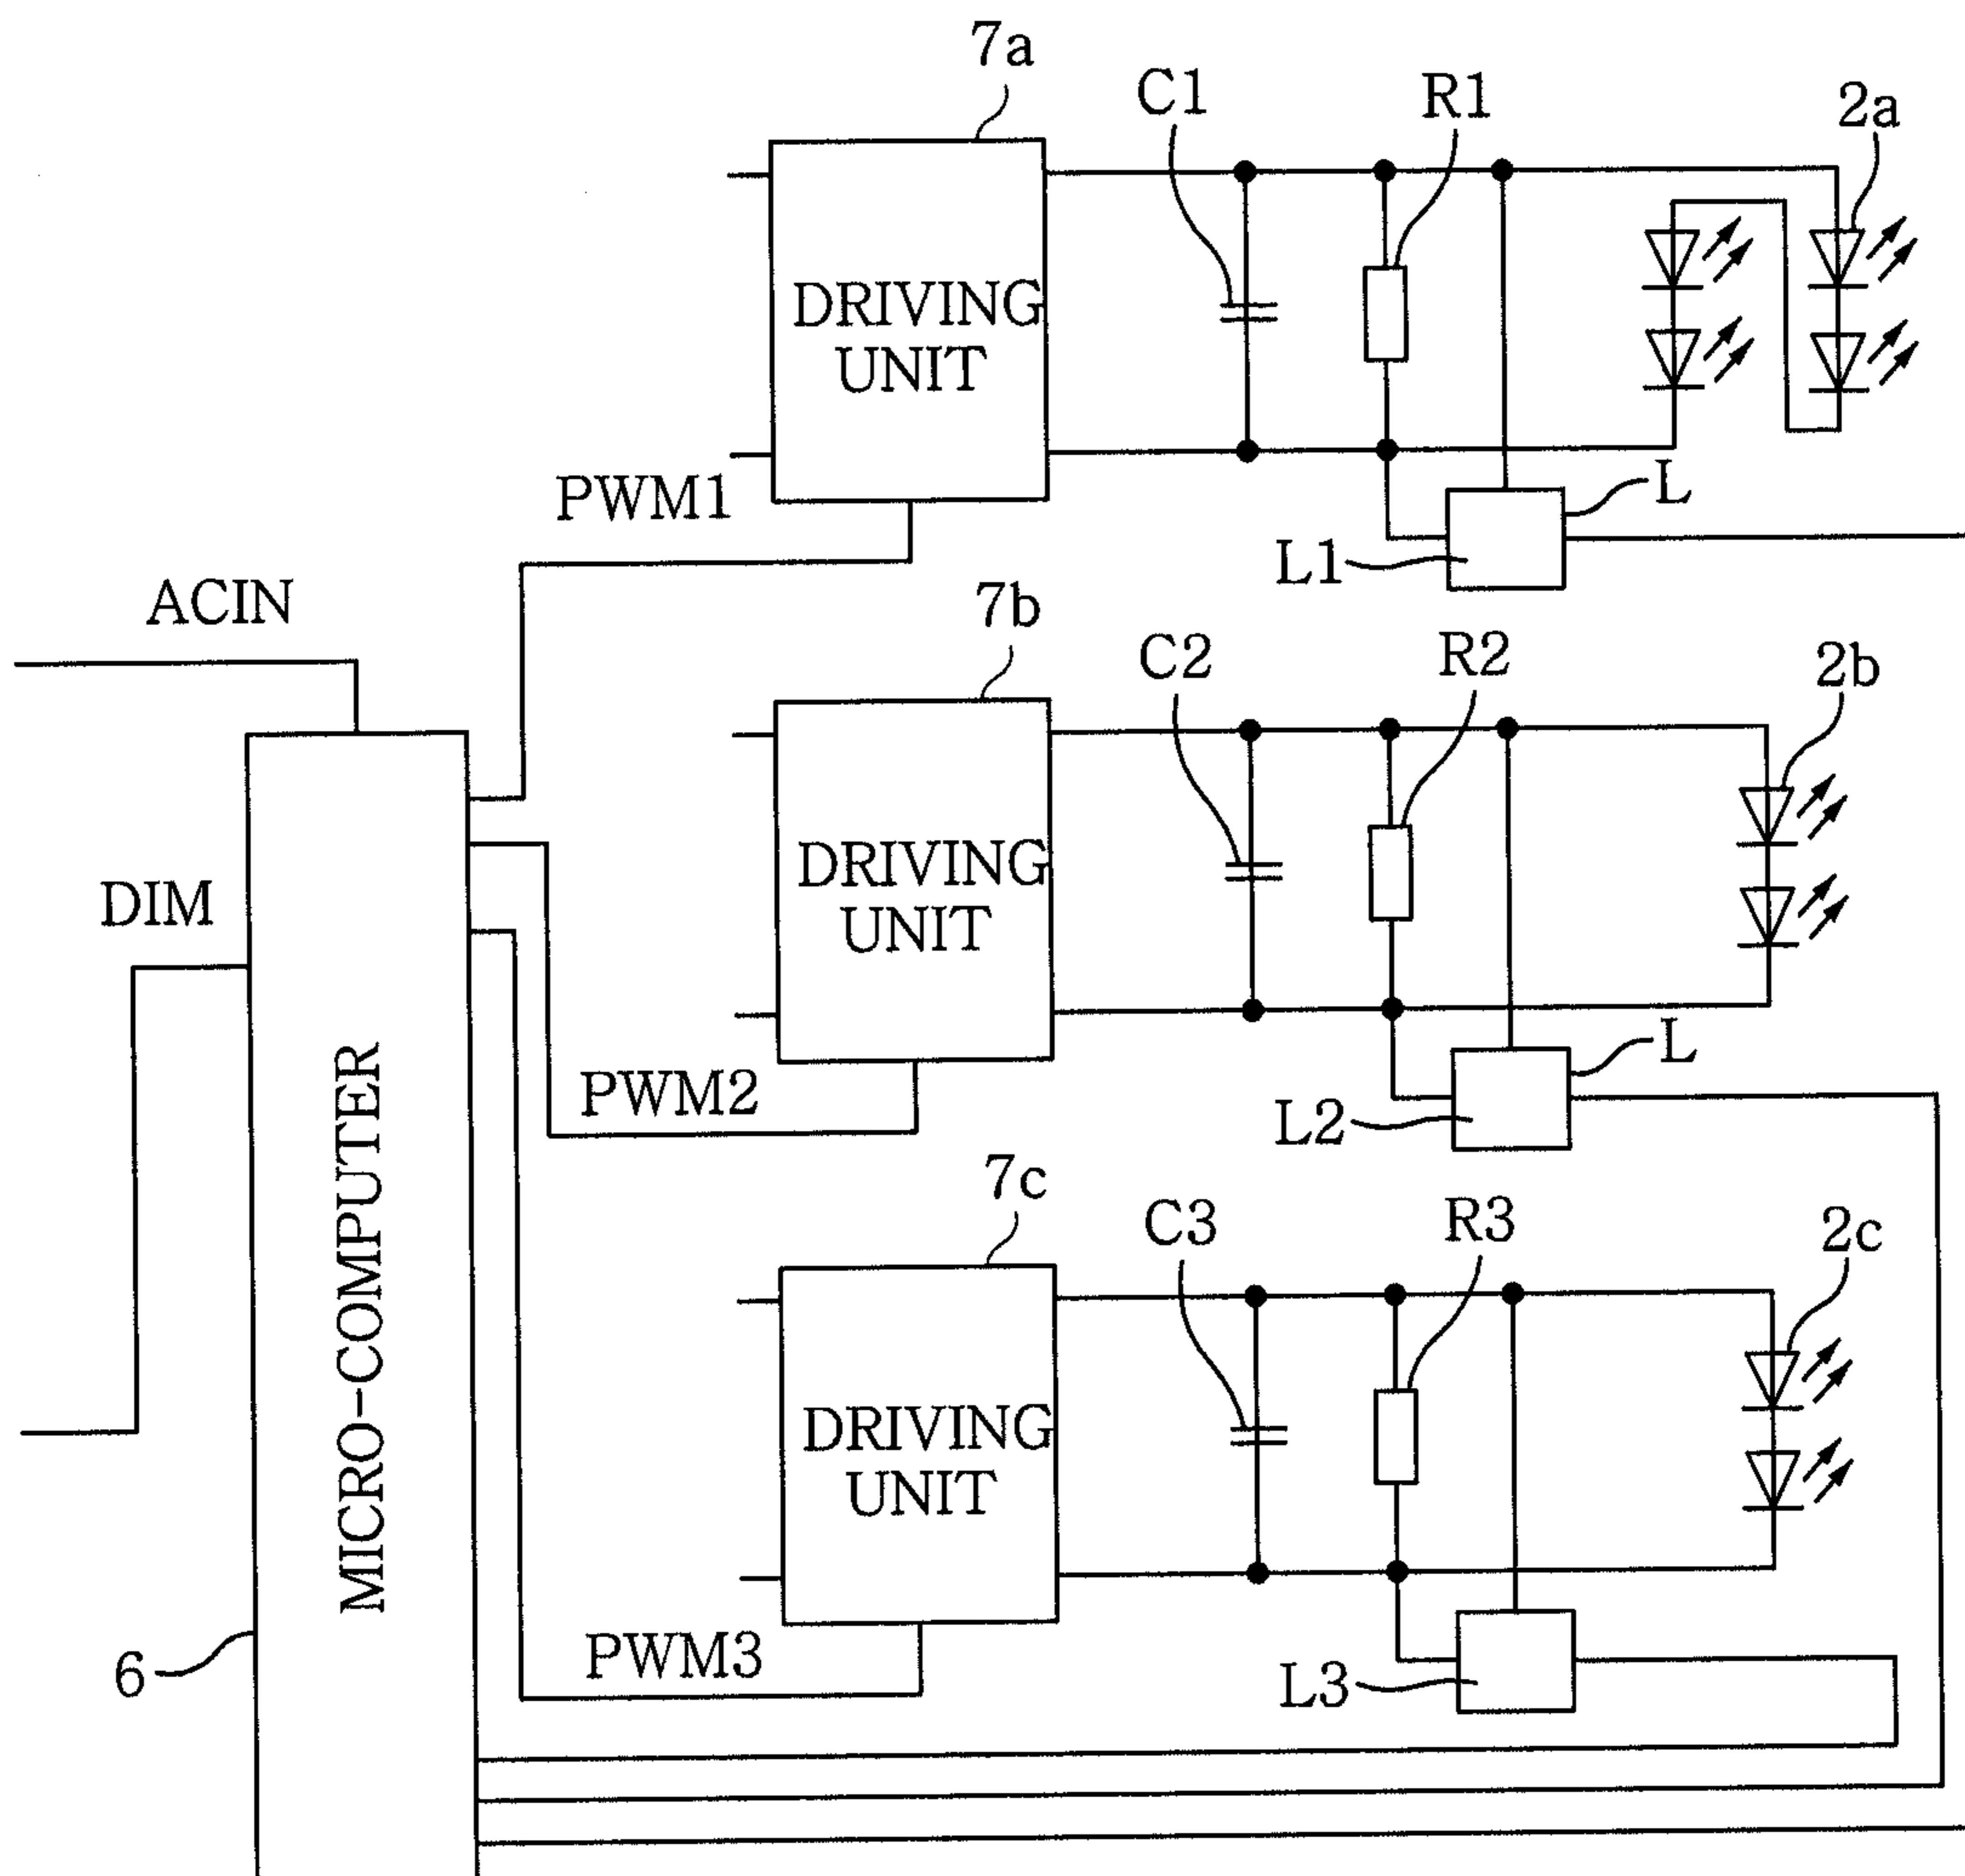 7a
C1
R1
2a
DRIVING
UNIT
PWM1
L
L1
ACIN
7b
C2
R2
2b
DRIVING
UNIT
DIM
PWM2
L
L2
MICRO-COMPUTER
7c
C3
R3
2c
DRIVING
UNIT
PWM3
L3
6